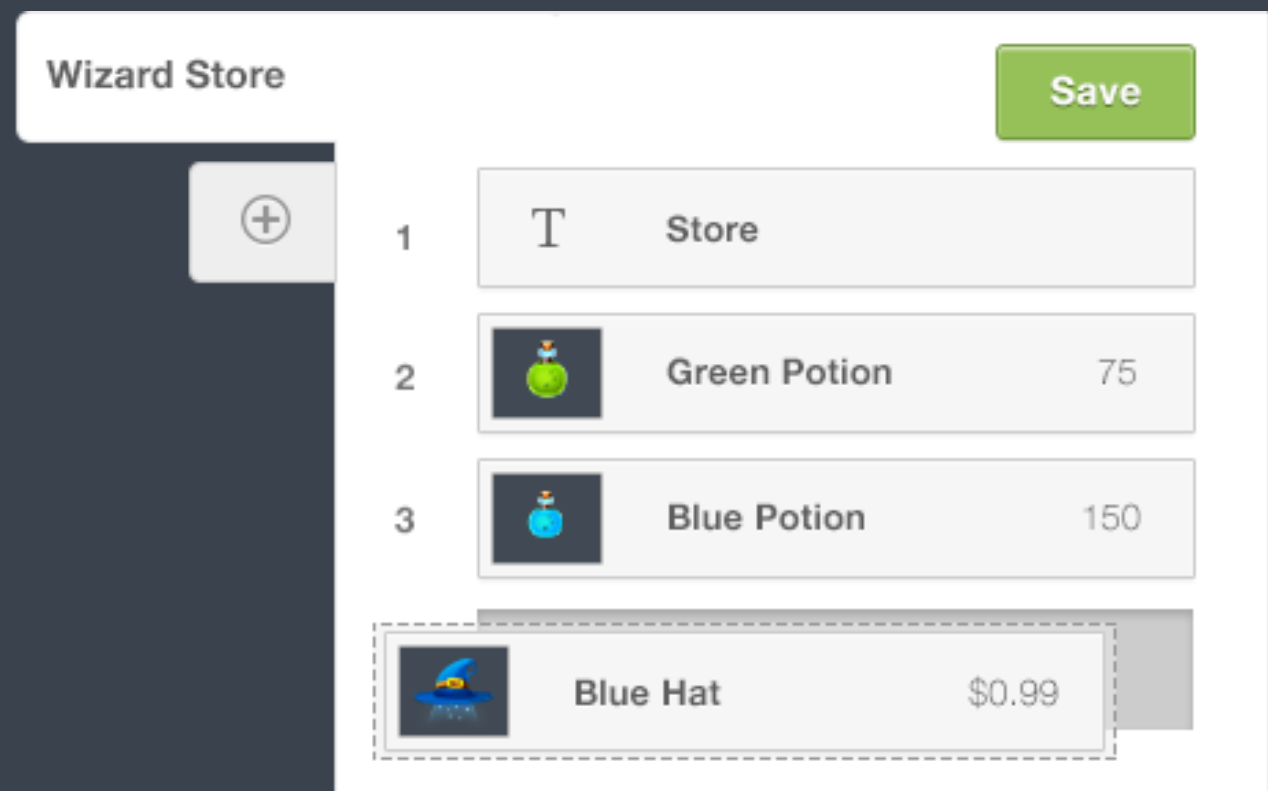 Wizard Store
Save
1 T Store
2 Green Potion 75
3 Blue Potion 150
Blue Hat $0.99